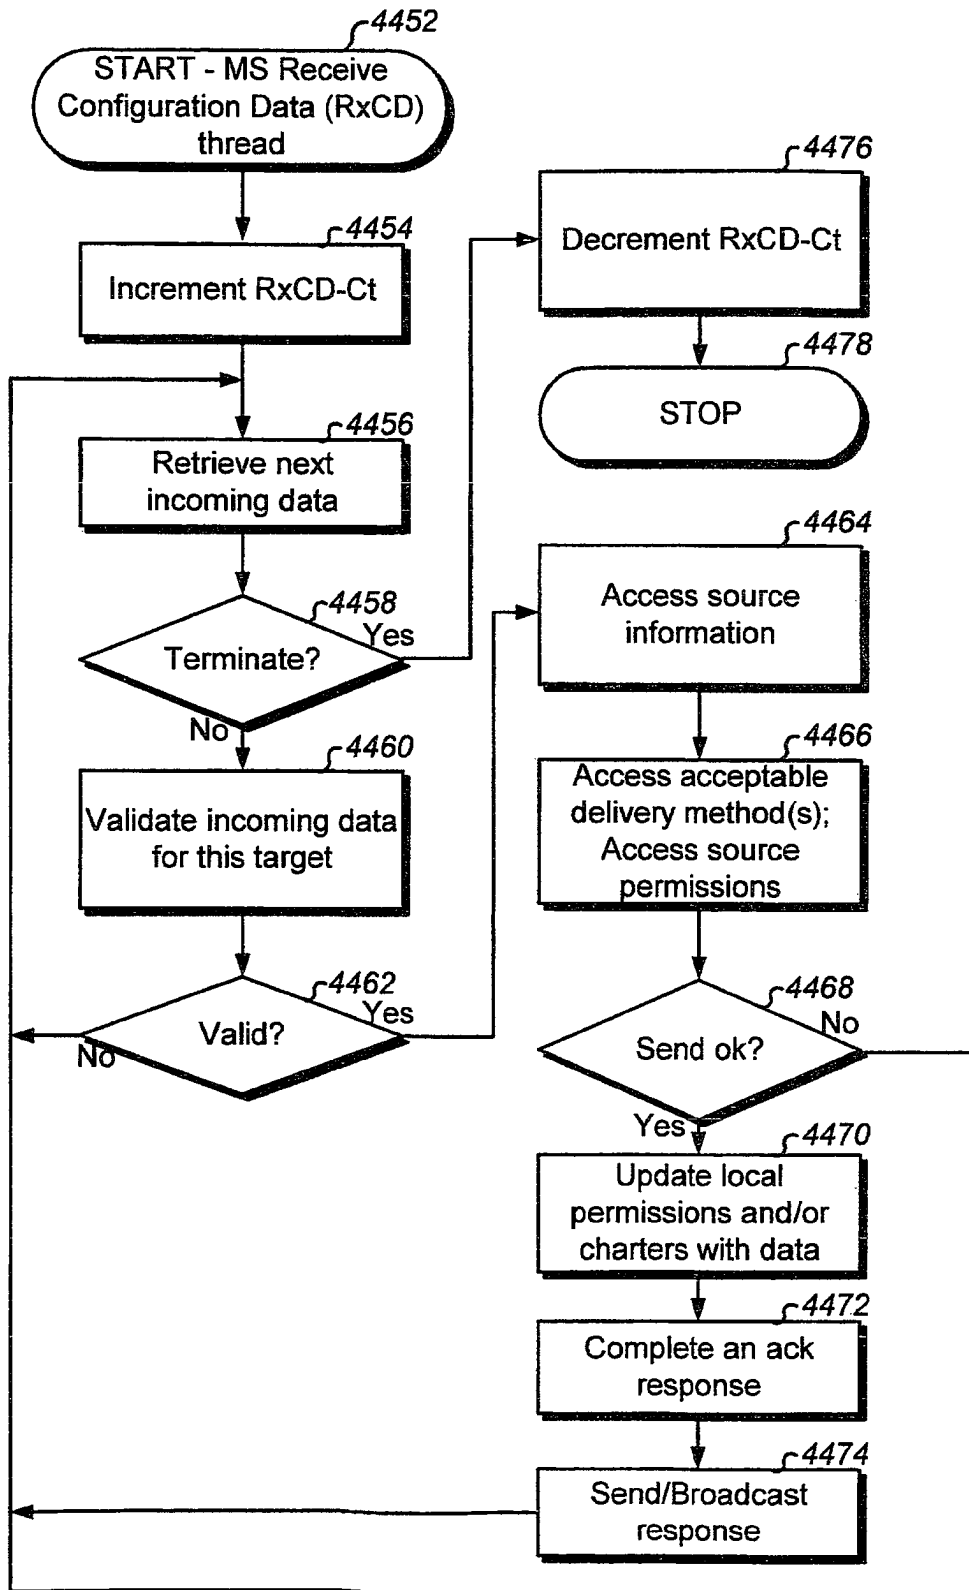 4452
START - MS Receive
Configuration Data (RxCD)
thread
4454
Increment RxCD-Ct
4456
Retrieve next
incoming data
4458
Terminate?
Yes
No
4460
Validate incoming data
for this target
4462
Valid?
Yes
No
4476
Decrement RxCD-Ct
4478
STOP
4464
Access source
information
4466
Access acceptable
delivery method(s);
Access source
permissions
4468
Send ok?
No
Yes
4470
Update local
permissions and/or
charters with data
4472
Complete an ack
response
4474
Send/Broadcast
response